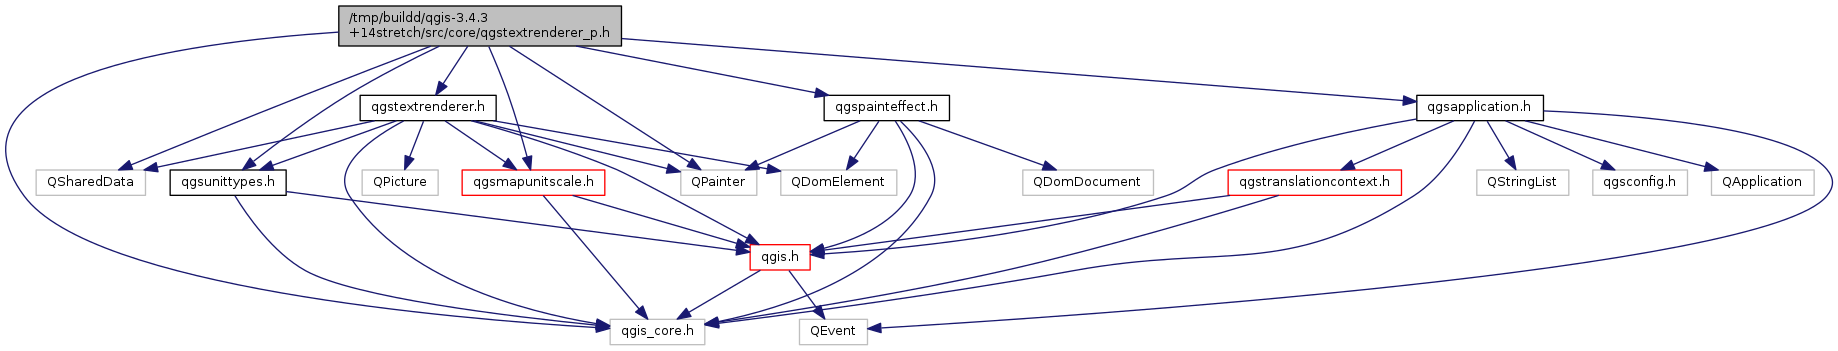 /tmp/buildd/qgis-3.4.3
+14stretch/src/core/qgstextrenderer_p.h
qgstextrenderer.h
qgspainteffect.h
qgsapplication.h
QSharedData
qgsunittypes.h
QPicture
qgsmapunitscale.h
QPainter
QDomElement
QDomDocument
qgstranslationcontext.h
QStringList
qgsconfig.h
QApplication
qgis.h
qgis_core.h
QEvent